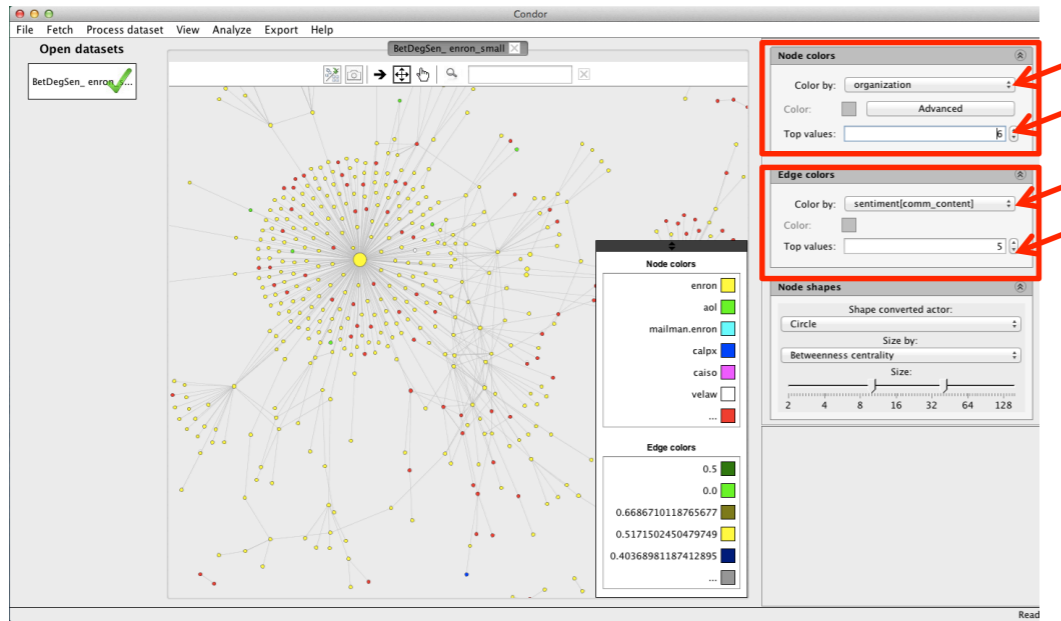 Condor
File Fetch Process dataset View Analyze Export Help
Open datasets
BetDegSen_ enron_s...
BetDegSen_ enron_small
Node colors
Color by: organization
Color: Advanced
Top values: 6
Edge colors
Color by: sentiment[comm_content]
Color:
Top values: 5
Node shapes
Shape converted actor:
Circle
Size by:
Betweenness centrality
Size:
2 4 8 16 32 64 128
Node colors
enron
aol
mailman.enron
calpx
caiso
velaw
...
Edge colors
0.5
0.0
0.6686710118765677
0.5171502450479749
0.40368981187412895
...
Read